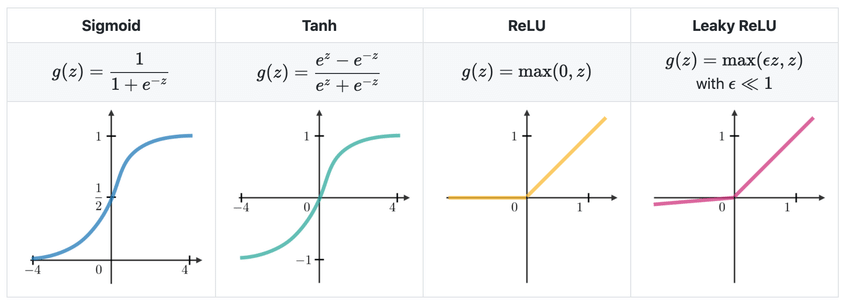 Sigmoid
Tanh
ReLU
Leaky ReLU
g(z) = 1 / (1 + e^{−z})
g(z) = (e^z − e^{−z}) / (e^z + e^{−z})
g(z) = max(0, z)
g(z) = max(ϵz, z)
with ϵ ≪ 1
1
1/2
−4 0 4
1
−4 0 4
−1
1
0 1
1
0 1